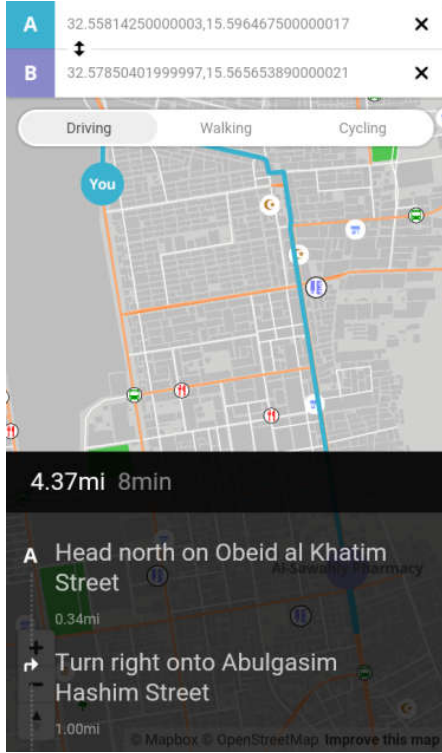 A 32.55814250000003,15.596467500000017
B 32.57850401999997,15.565653890000021
Driving Walking Cycling
You
4.37mi 8min
A Head north on Obeid al Khatim
Street
Al-Sawahly Pharmacy
0.34mi
Turn right onto Abulgasim
Hashim Street
1.00mi
© Mapbox © OpenStreetMap Improve this map